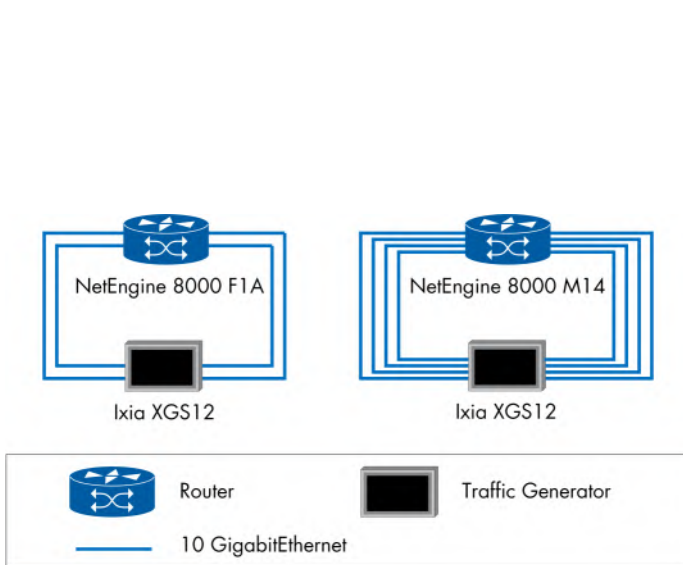 NetEngine 8000 F1A
NetEngine 8000 M14
Ixia XGS12
Ixia XGS12
Router
Traffic Generator
10 GigabitEthernet